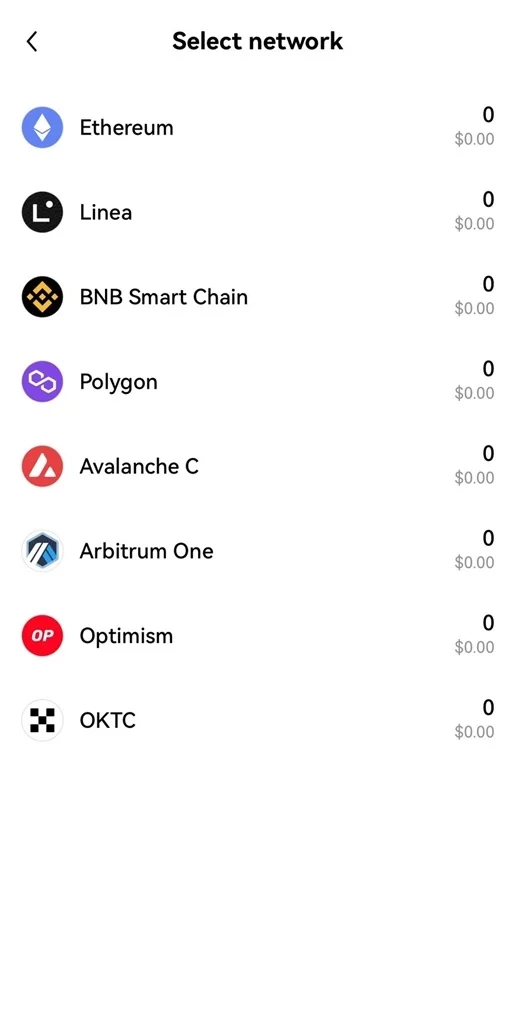 Select network
Ethereum
0
$0.00
Linea
0
$0.00
BNB Smart Chain
0
$0.00
Polygon
0
$0.00
Avalanche C
0
$0.00
Arbitrum One
0
$0.00
OP
Optimism
0
$0.00
OKTC
0
$0.00